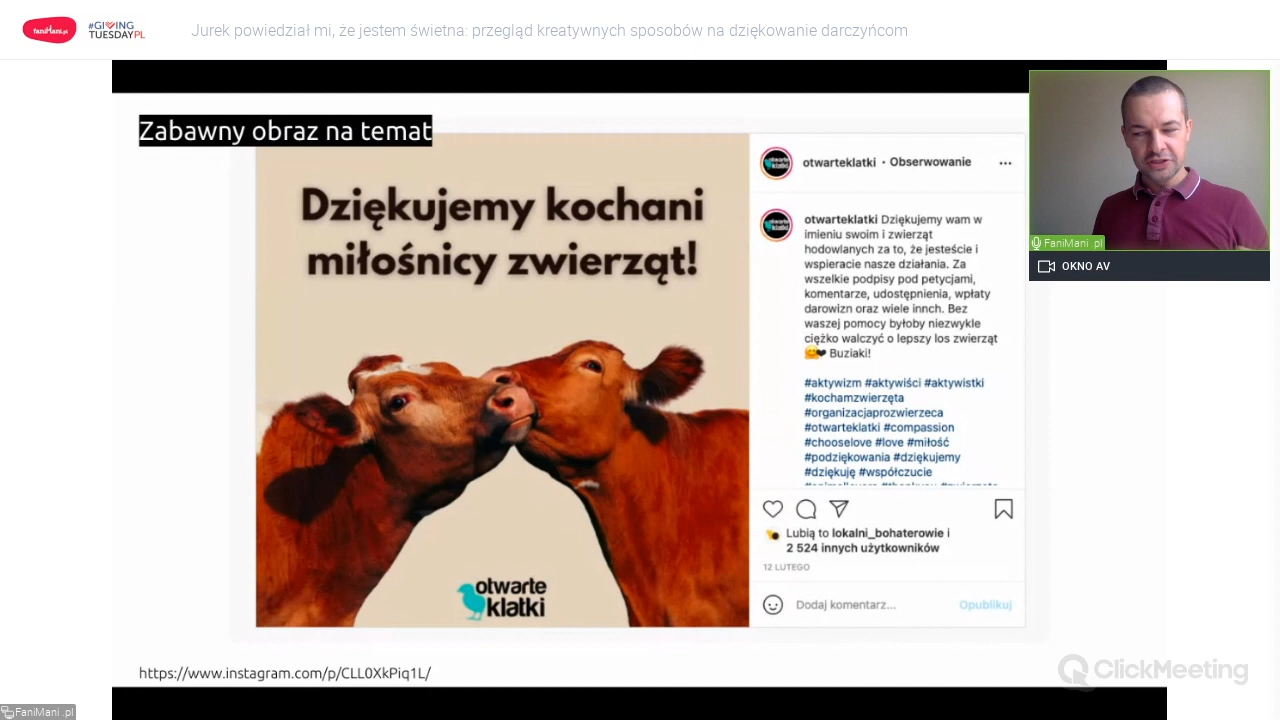 faniMani.pl
#GIVING
TUESDAYPL
Jurek powiedział mi, że jestem świetna: przegląd kreatywnych sposobów na dziękowanie darczyńcom
Zabawny obraz na temat
Dziękujemy kochani
miłośnicy zwierząt!
otwarte
klatki
otwarteklatki • Obserwowanie
otwarteklatki Dziękujemy wam w
imieniu swoim i zwierząt
hodowlanych za to, że jesteście i
wspieracie nasze działania. Za
wszelkie podpisy pod petycjami,
komentarze, udostępnienia, wpłaty
darowizn oraz wiele innch. Bez
waszej pomocy byłoby niezwykle
ciężko walczyć o lepszy los zwierząt
🤗❤ Buziaki!
#aktywizm #aktywiści #aktywistki
#kochamzwierzęta
#organizacjaprozwierzeca
#otwarteklatki #compassion
#chooselove #love #miłość
#podziękowania #dziękujemy
#dziękuję #współczucie
Lubią to lokalni_bohaterowie i
2 524 innych użytkowników
12 LUTEGO
Dodaj komentarz...
Opublikuj
https://www.instagram.com/p/CLL0XkPiq1L/
FaniMani .pl
OKNO AV
ClickMeeting
FaniMani .pl